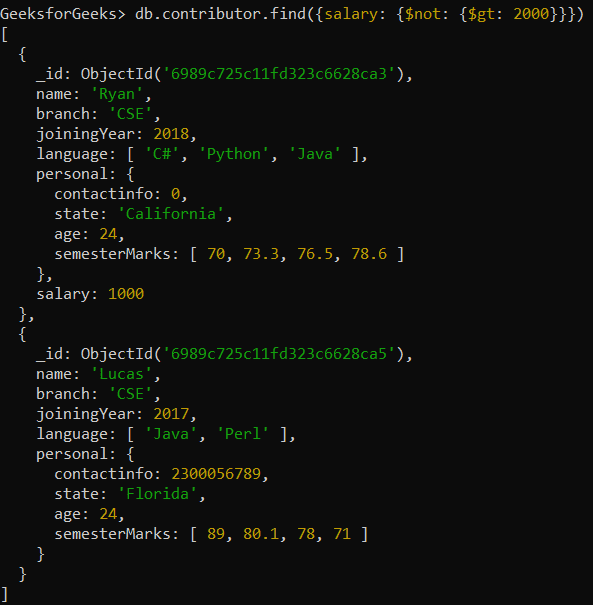 GeeksforGeeks> db.contributor.find({salary: {$not: {$gt: 2000}}})
[
  {
    _id: ObjectId('6989c725c11fd323c6628ca3'),
    name: 'Ryan',
    branch: 'CSE',
    joiningYear: 2018,
    language: [ 'C#', 'Python', 'Java' ],
    personal: {
      contactinfo: 0,
      state: 'California',
      age: 24,
      semesterMarks: [ 70, 73.3, 76.5, 78.6 ]
    },
    salary: 1000
  },
  {
    _id: ObjectId('6989c725c11fd323c6628ca5'),
    name: 'Lucas',
    branch: 'CSE',
    joiningYear: 2017,
    language: [ 'Java', 'Perl' ],
    personal: {
      contactinfo: 2300056789,
      state: 'Florida',
      age: 24,
      semesterMarks: [ 89, 80.1, 78, 71 ]
    }
  }
]